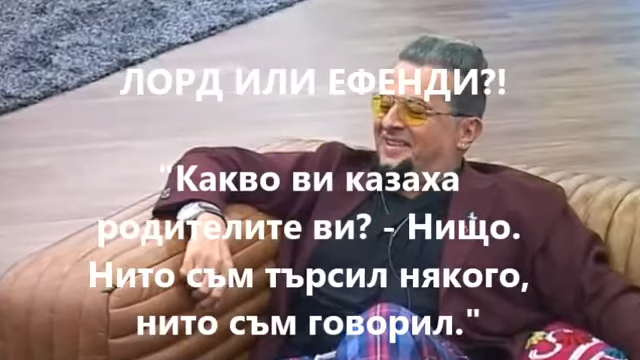 ЛОРД ИЛИ ЕФЕНДИ?!
"Какво ви казаха
родителите ви? - Нищо.
Нито съм търсил някого,
нито съм говорил."